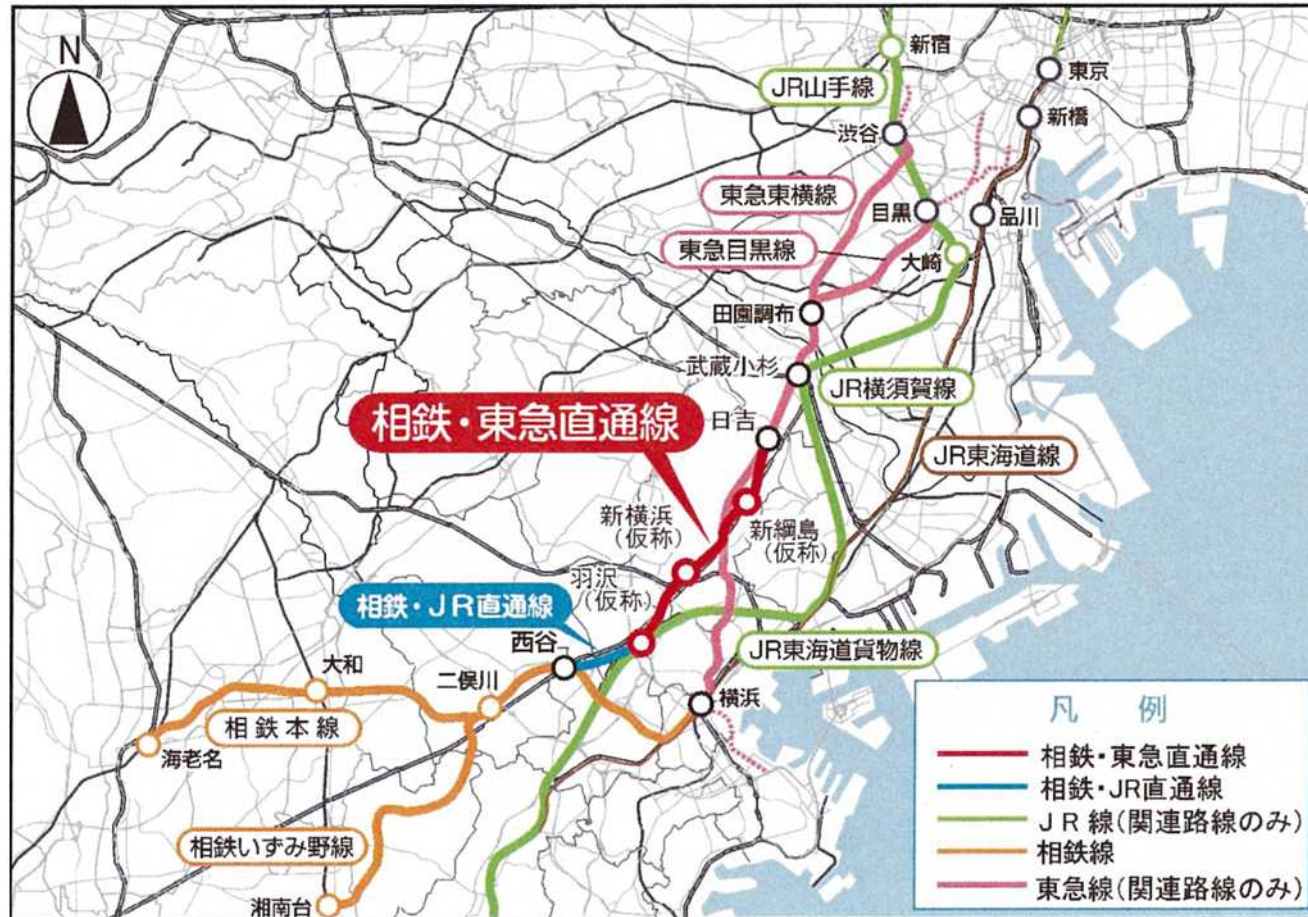 N
新宿
東京
JR山手線
新橋
渋谷
東急東横線
目黒
品川
東急目黒線
大崎
田園調布
武蔵小杉
JR横須賀線
相鉄・東急直通線
日吉
JR東海道線
新横浜
(仮称)
新綱島
(仮称)
羽沢
(仮称)
相鉄・JR直通線
西谷
JR東海道貨物線
大和
二俣川
横浜
相鉄本線
海老名
相鉄いずみ野線
湘南台
凡 例
相鉄・東急直通線
相鉄・JR直通線
JR線(関連路線のみ)
相鉄線
東急線(関連路線のみ)